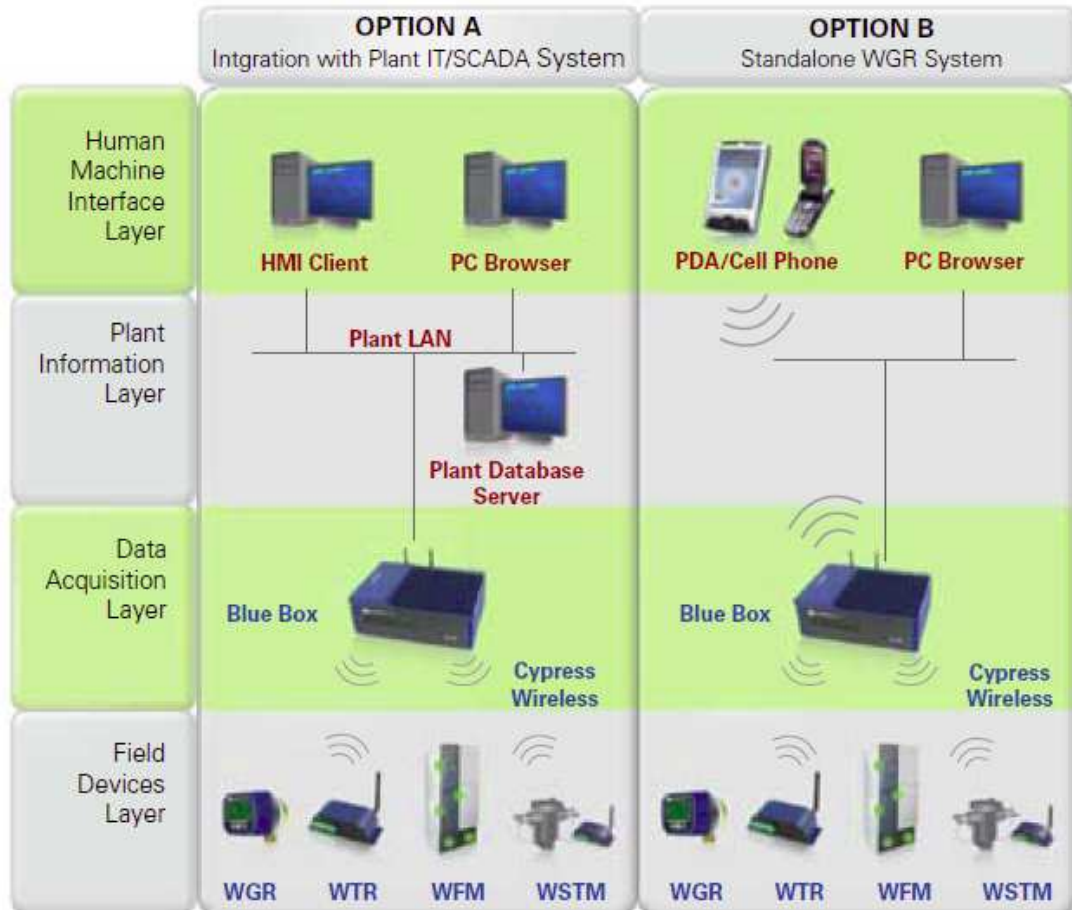 OPTION A
Intgration with Plant IT/SCADA System
OPTION B
Standalone WGR System
Human
Machine
Interface
Layer
HMI Client
PC Browser
PDA/Cell Phone
PC Browser
Plant
Information
Layer
Plant LAN
Plant Database
Server
Data
Acquisition
Layer
Blue Box
Cypress
Wireless
Blue Box
Cypress
Wireless
Field
Devices
Layer
WGR
WTR
WFM
WSTM
WGR
WTR
WFM
WSTM